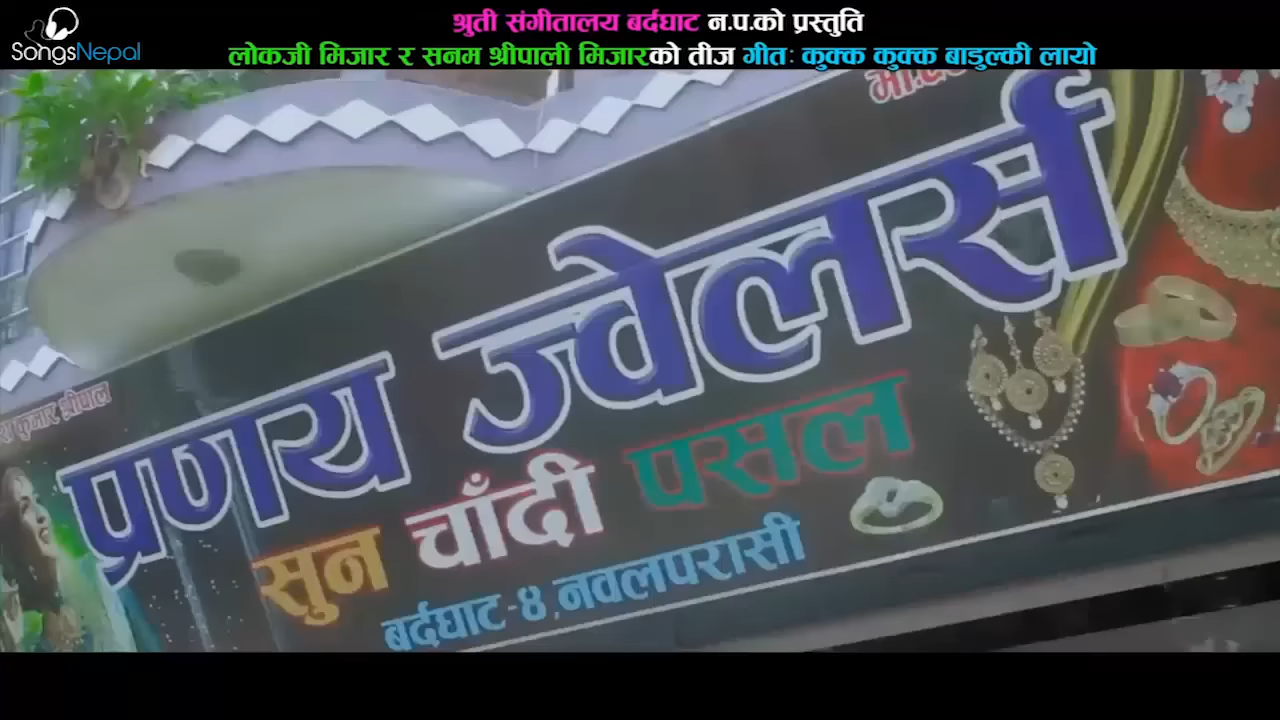 SongsNepal
श्रुती संगीतालय बर्दघाट न.प.को प्रस्तुति
लोकजी मिजार र सनम श्रीपाली मिजारको तीज गीतः कुक्क कुक्क बाडुल्की लायो
कुमार श्रीपाल
प्रणय ज्वेलर्स
सुन चाँदी पसल
बर्दघाट-४, नवलपरासी